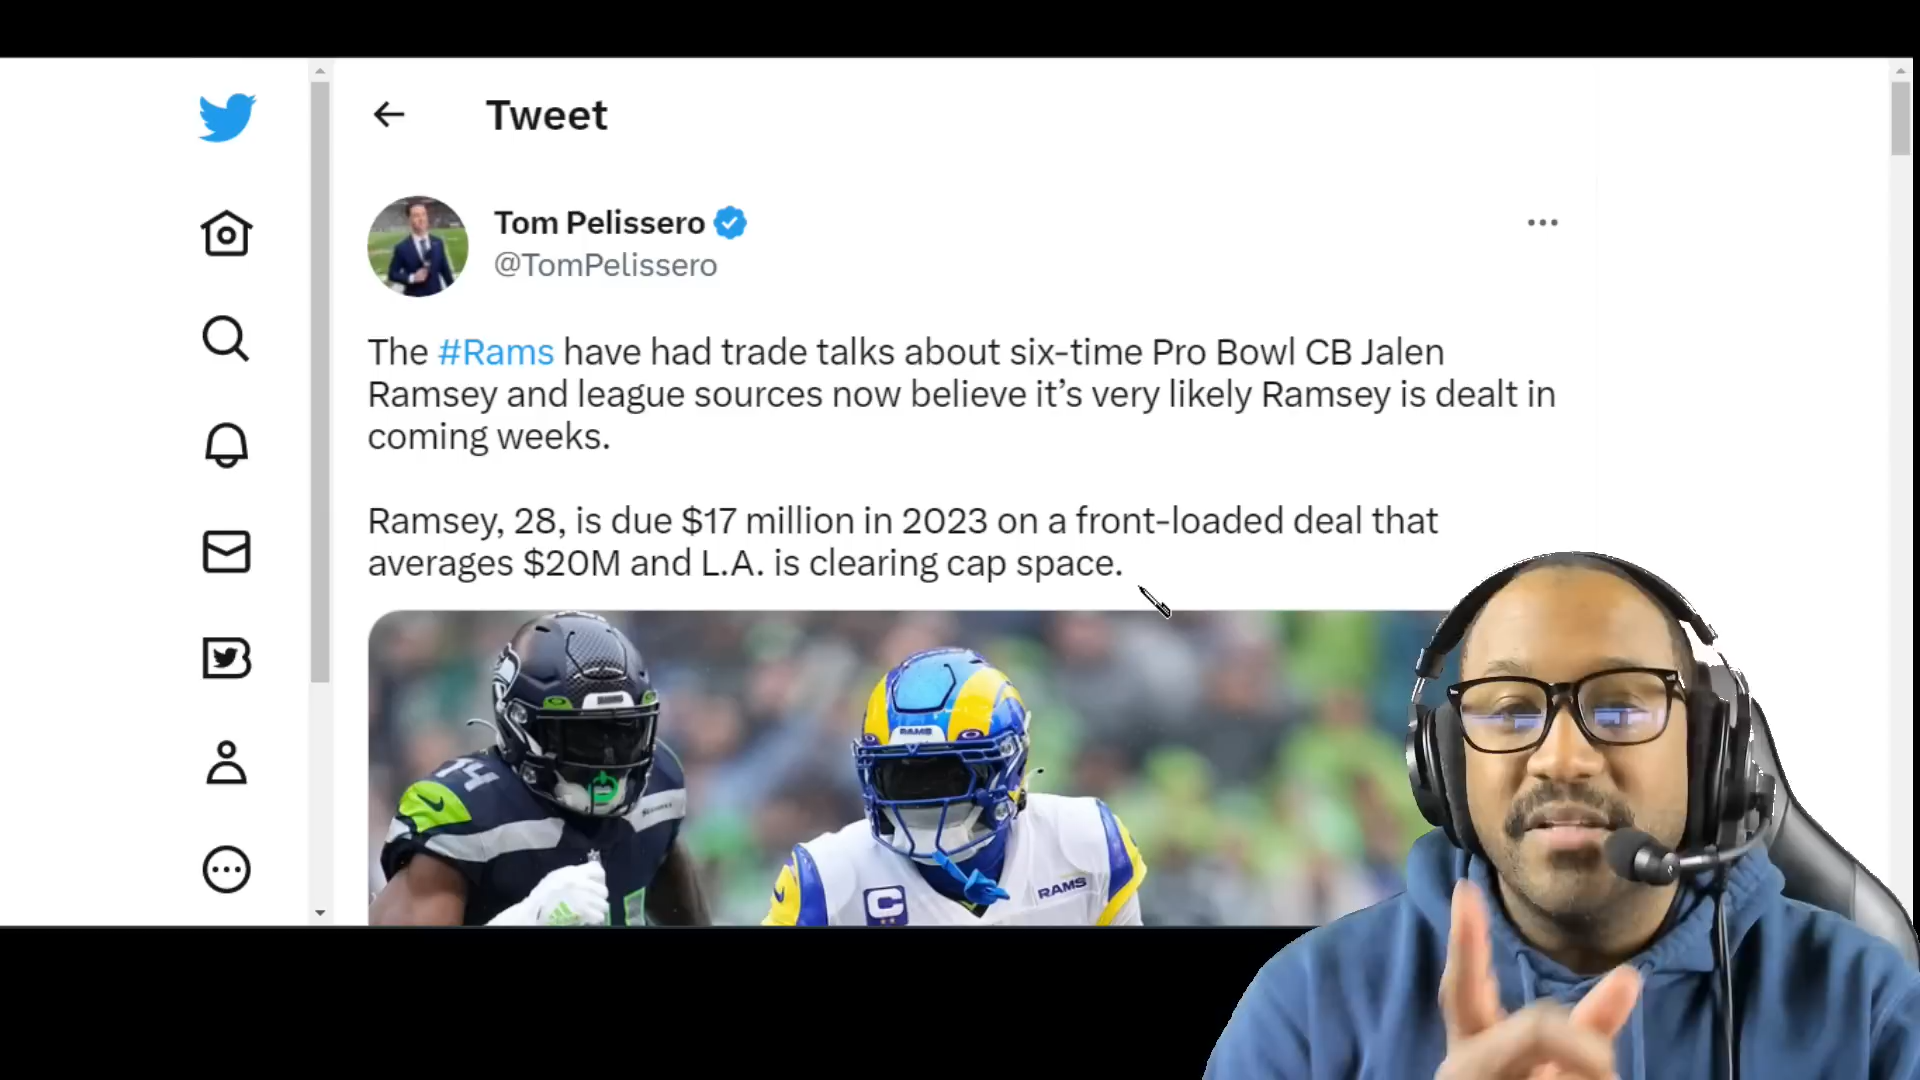 Tweet
Tom Pelissero
@TomPelissero
The #Rams have had trade talks about six-time Pro Bowl CB Jalen
Ramsey and league sources now believe it’s very likely Ramsey is dealt in
coming weeks.
Ramsey, 28, is due $17 million in 2023 on a front-loaded deal that
averages $20M and L.A. is clearing cap space.
14
RAMS
C
RAMS